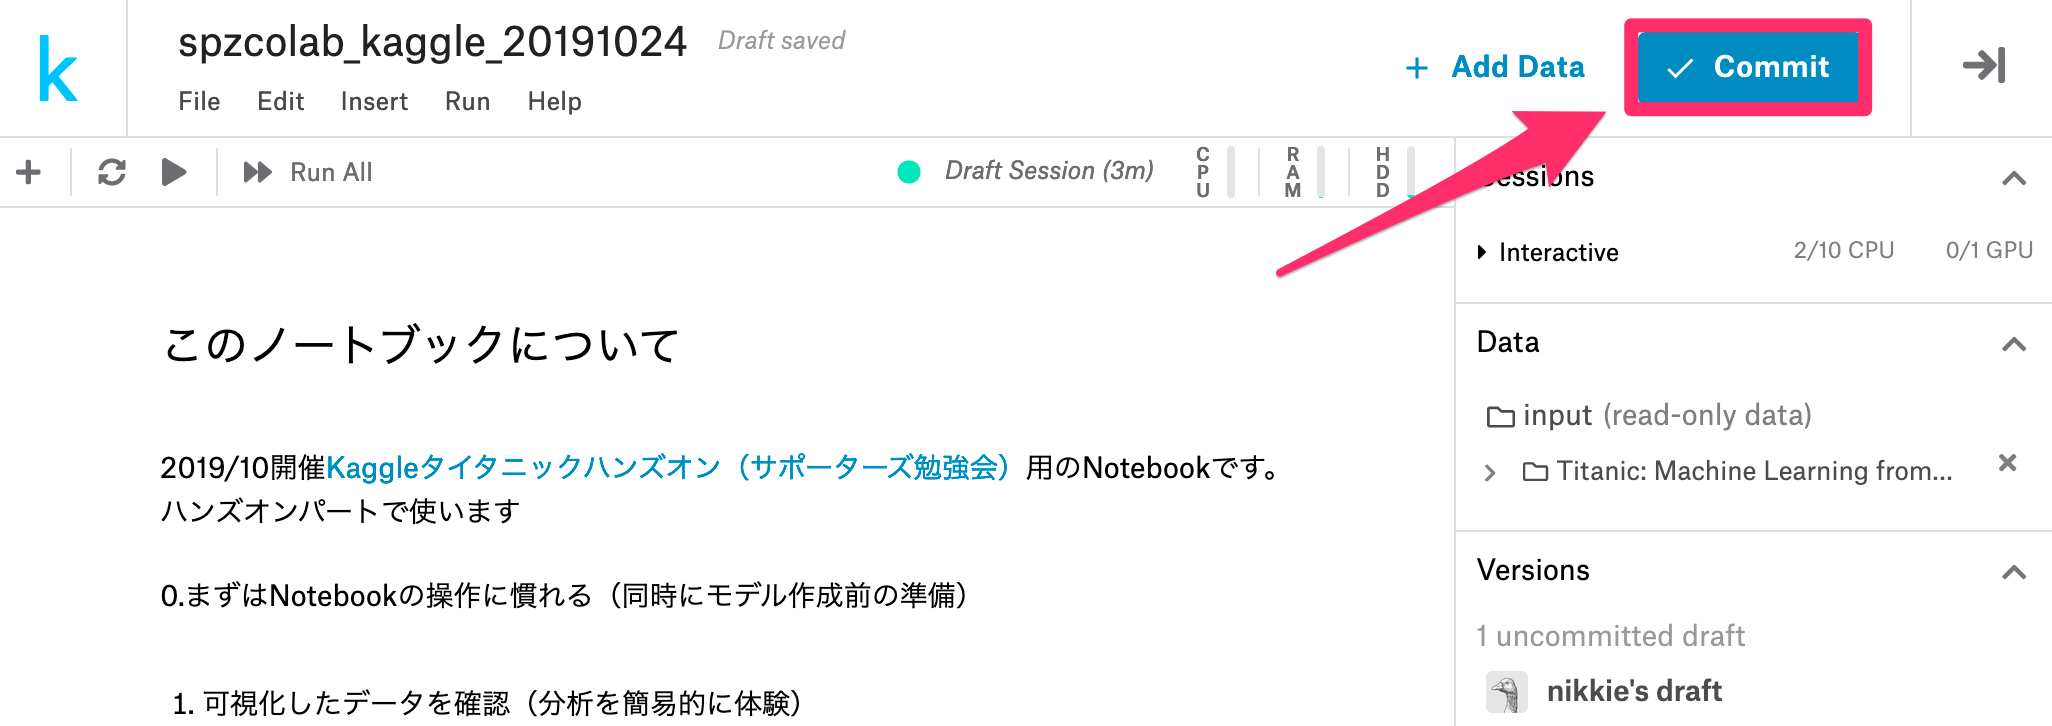 k
spzcolab_kaggle_20191024 Draft saved
File Edit Insert Run Help
+ Add Data
Commit
Run All
Draft Session (3m)
CPU
RAM
HDD
このノートブックについて
2019/10開催Kaggleタイタニックハンズオン（サポーターズ勉強会）用のNotebookです。
ハンズオンパートで使います
0.まずはNotebookの操作に慣れる（同時にモデル作成前の準備）
1. 可視化したデータを確認（分析を簡易的に体験）
Sessions
Interactive 2/10 CPU 0/1 GPU
Data
input (read-only data)
Titanic: Machine Learning from...
Versions
1 uncommitted draft
nikkie's draft